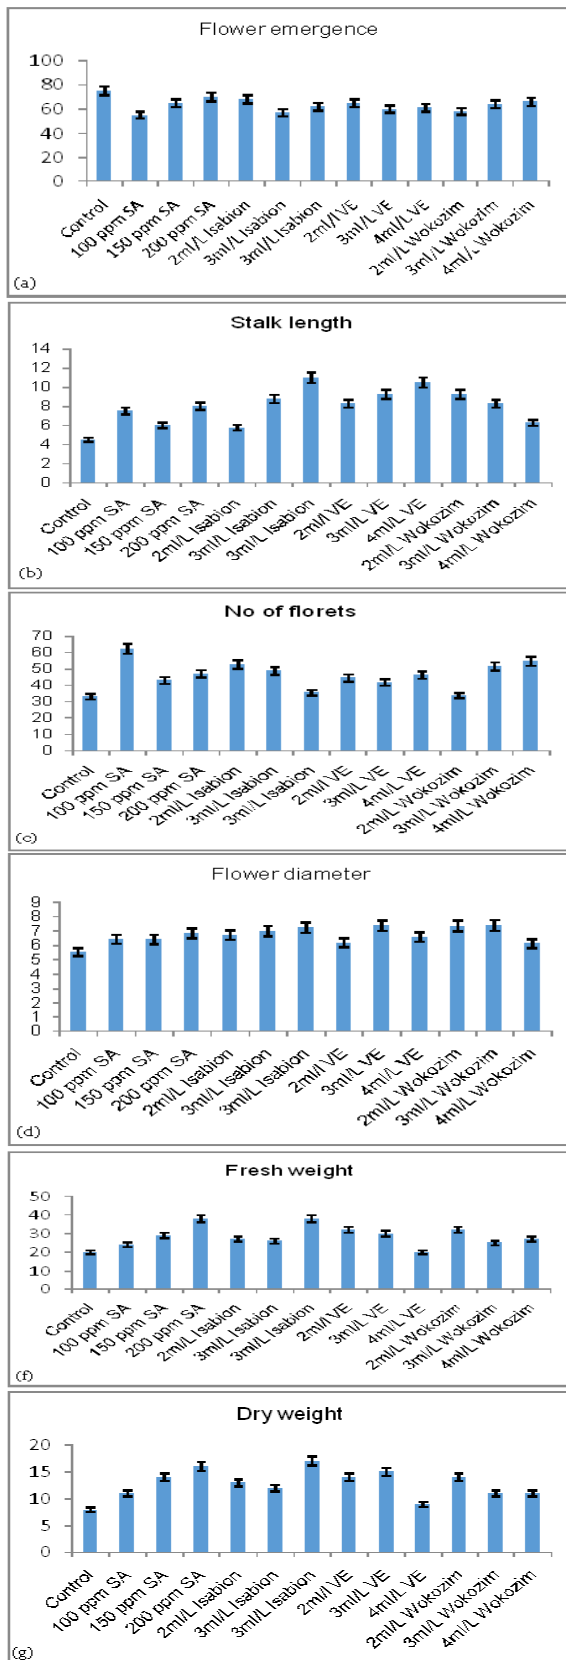 Flower emergence
100
80
60
40
20
0
Control
100 ppm SA
150 ppm SA
200 ppm SA
2ml/L Isabion
3ml/L Isabion
3ml/L Isabion
2ml/l VE
3ml/L VE
4ml/L VE
2ml/L Wokozim
3ml/L Wokozim
4ml/L Wokozim
(a)
Stalk length
14
12
10
8
6
4
2
0
Control
100 ppm SA
150 ppm SA
200 ppm SA
2ml/L Isabion
3ml/L Isabion
3ml/L Isabion
2ml/l VE
3ml/L VE
4ml/L VE
2ml/L Wokozim
3ml/L Wokozim
4ml/L Wokozim
(b)
No of florets
70
60
50
40
30
20
10
0
Control
100 ppm SA
150 ppm SA
200 ppm SA
2ml/L Isabion
3ml/L Isabion
3ml/L Isabion
2ml/l VE
3ml/L VE
4ml/L VE
2ml/L Wokozim
3ml/L Wokozim
4ml/L Wokozim
(c)
Flower diameter
9
8
7
6
5
4
3
2
1
0
Control
100 ppm SA
150 ppm SA
200 ppm SA
2ml/L Isabion
3ml/L Isabion
3ml/L Isabion
2ml/l VE
3ml/L VE
4ml/L VE
2ml/L Wokozim
3ml/L Wokozim
4ml/L Wokozim
(d)
Fresh weight
50
40
30
20
10
0
Control
100 ppm SA
150 ppm SA
200 ppm SA
2ml/L Isabion
3ml/L Isabion
3ml/L Isabion
2ml/l VE
3ml/L VE
4ml/L VE
2ml/L Wokozim
3ml/L Wokozim
4ml/L Wokozim
(f)
Dry weight
20
15
10
5
0
Control
100 ppm SA
150 ppm SA
200 ppm SA
2ml/L Isabion
3ml/L Isabion
3ml/L Isabion
2ml/l VE
3ml/L VE
4ml/L VE
2ml/L Wokozim
3ml/L Wokozim
4ml/L Wokozim
(g)